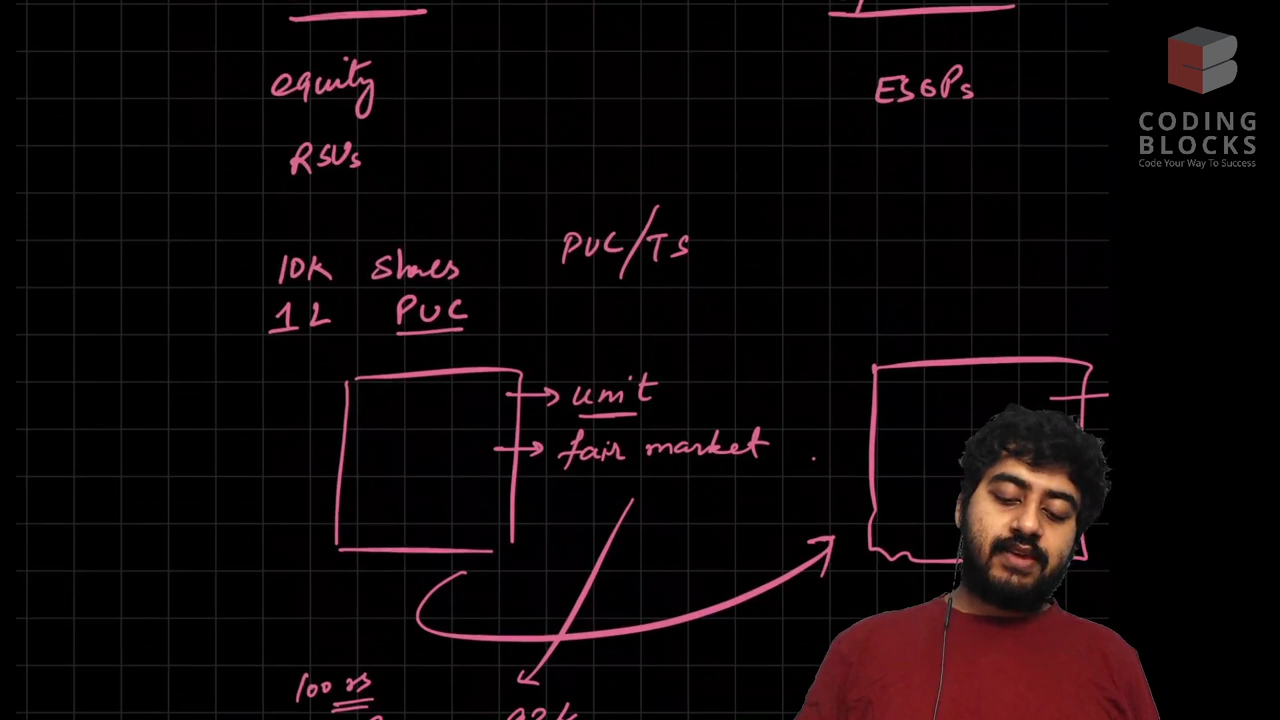 equity
ESOPs
RSUs
CODING
BLOCKS
Code Your Way To Success
PUC/TS
10K Shares
1L PUC
unit
fair market
100 rs